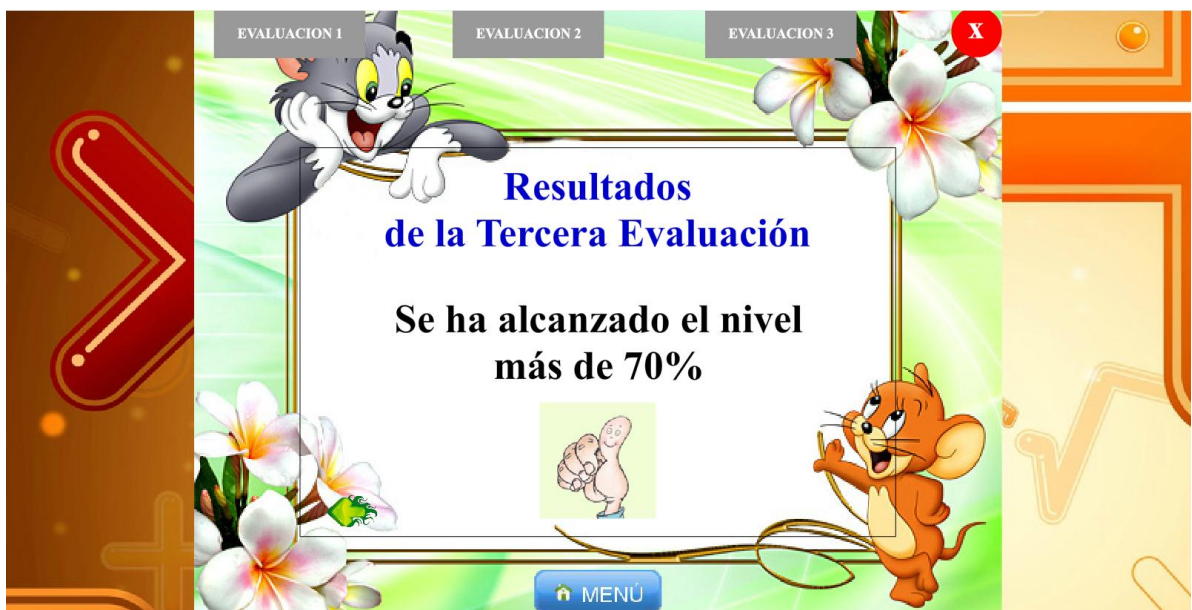 EVALUACION 1
EVALUACION 2
EVALUACION 3
X
Resultados
de la Tercera Evaluación
Se ha alcanzado el nivel
más de 70%
MENÚ